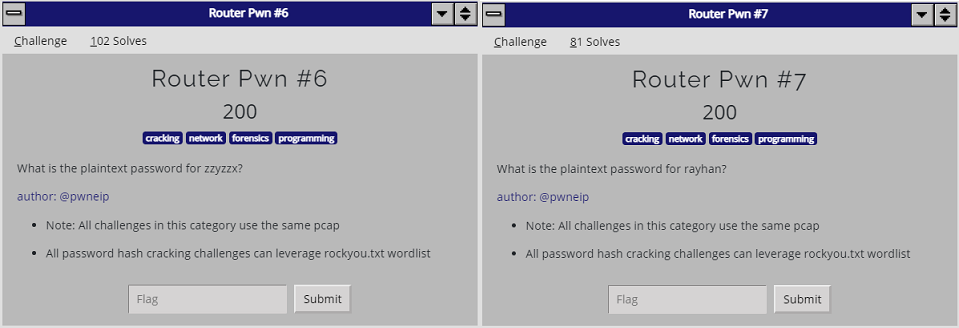 Router Pwn #6
Challenge 102 Solves
Router Pwn #6
200
cracking network forensics programming
What is the plaintext password for zzyzzx?
author: @pwneip
Note: All challenges in this category use the same pcap
All password hash cracking challenges can leverage rockyou.txt wordlist
Flag Submit
Router Pwn #7
Challenge 81 Solves
Router Pwn #7
200
cracking network forensics programming
What is the plaintext password for rayhan?
author: @pwneip
Note: All challenges in this category use the same pcap
All password hash cracking challenges can leverage rockyou.txt wordlist
Flag Submit